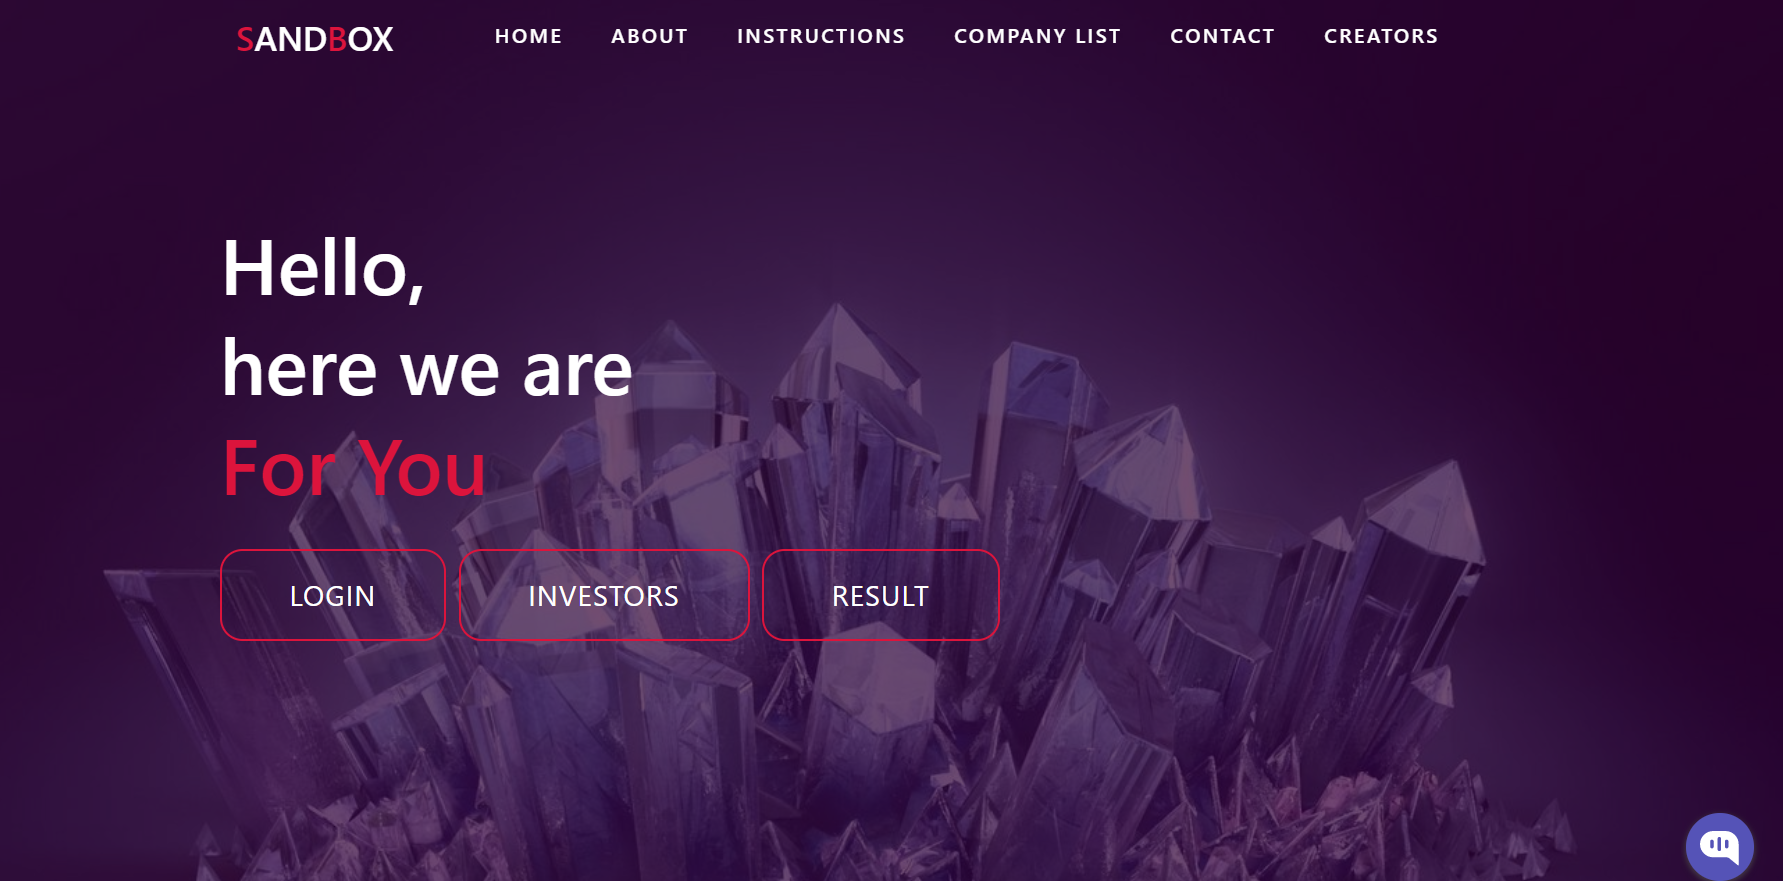 SANDBOX HOME ABOUT INSTRUCTIONS COMPANY LIST CONTACT CREATORS
Hello,
here we are
For You
LOGIN INVESTORS RESULT